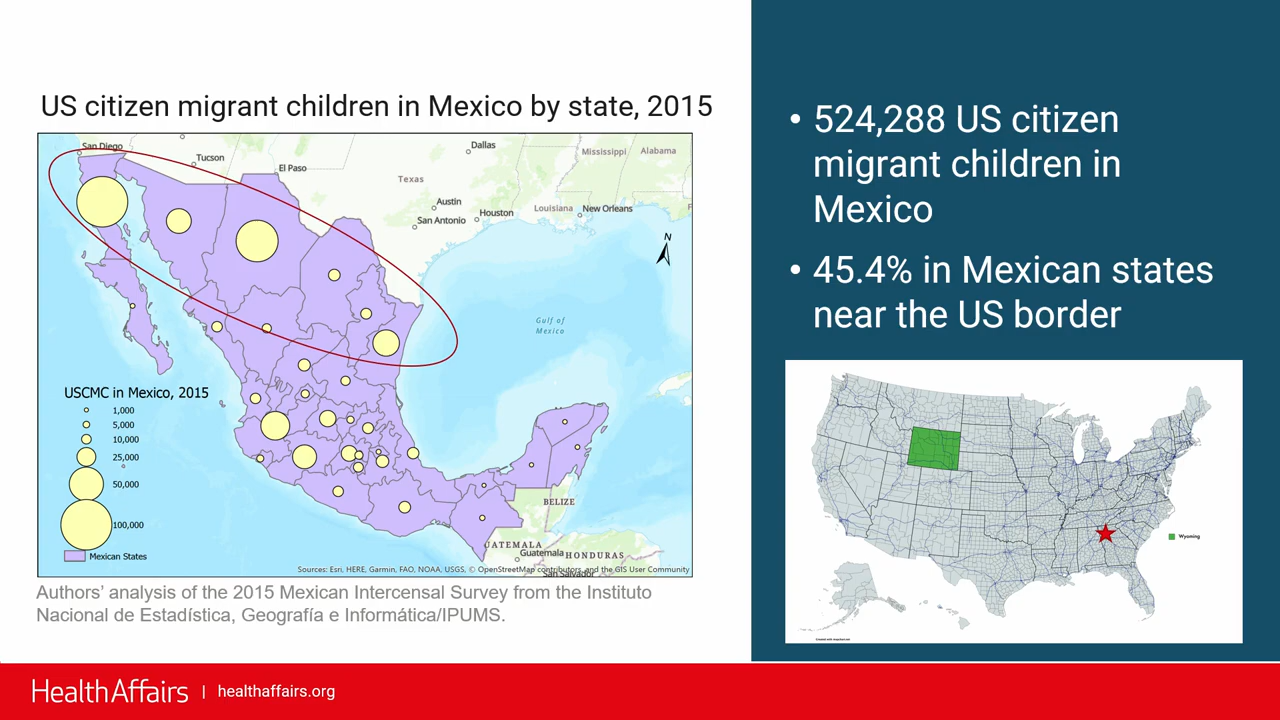 US citizen migrant children in Mexico by state, 2015
San Diego
Tucson
El Paso
Dallas
Mississippi
Alabama
Texas
Austin
San Antonio
Houston
Louisiana
New Orleans
N
Gulf of
Mexico
USCMC in Mexico, 2015
1,000
5,000
10,000
25,000
50,000
100,000
Mexican States
BELIZE
UATEMALA
Guatemala
HONDURAS
San Salvador
Sources: Esri, HERE, Garmin, FAO, NOAA, USGS, © OpenStreetMap contributors, and the GIS User Community
Authors’ analysis of the 2015 Mexican Intercensal Survey from the Instituto
Nacional de Estadística, Geografía e Informática/IPUMS.
• 524,288 US citizen
migrant children in
Mexico
• 45.4% in Mexican states
near the US border
Wyoming
HealthAffairs | healthaffairs.org